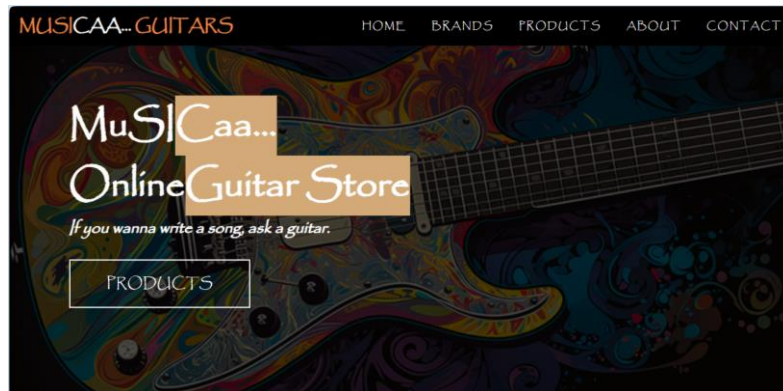 MUSICAA... GUITARS
HOME BRANDS PRODUCTS ABOUT CONTACT
MuSICaa...
OnlineGuitar Store
If you wanna write a song, ask a guitar.
PRODUCTS